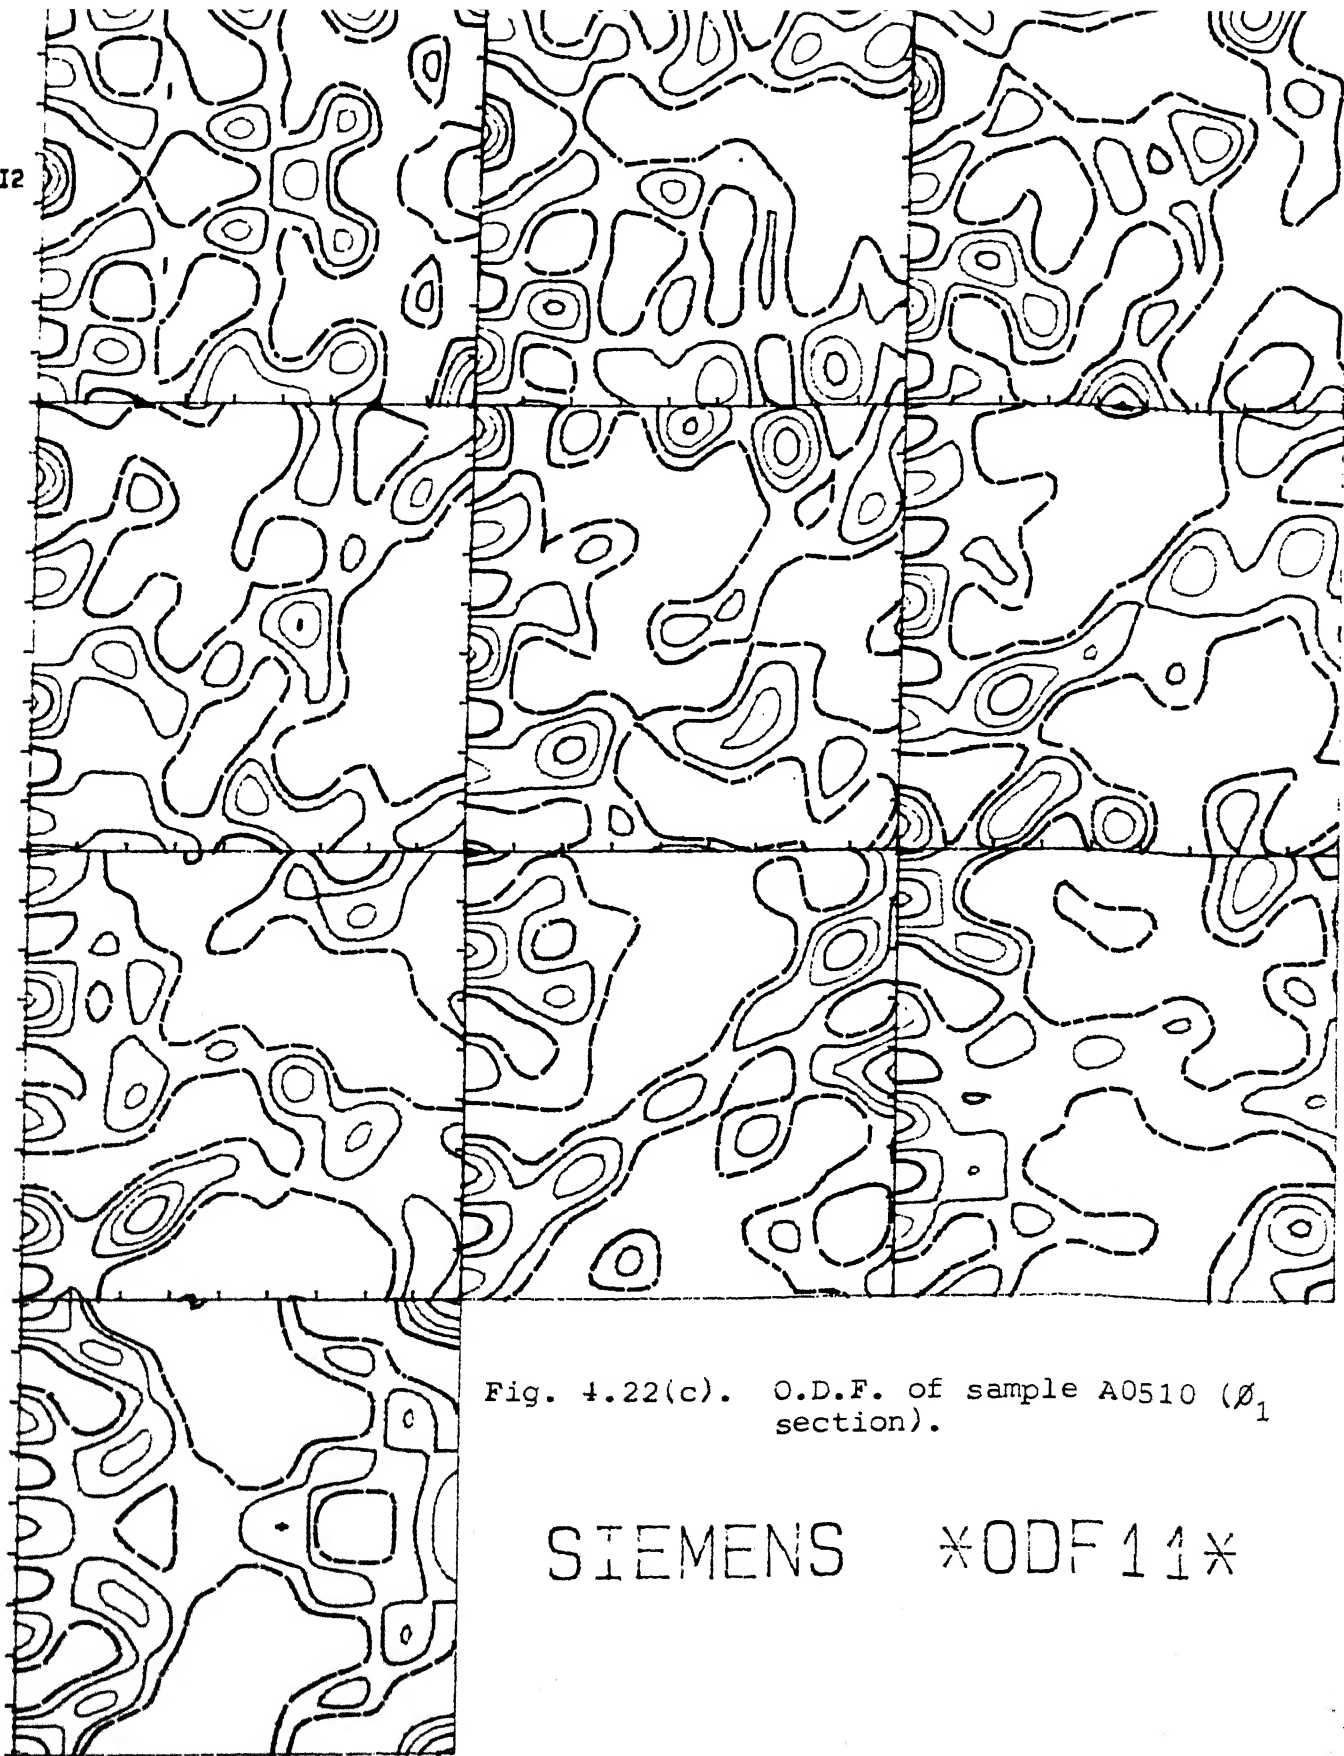 I2
Fig. 4.22(c). O.D.F. of sample A0510 (Ø₁
section).
SIEMENS *ODF11*